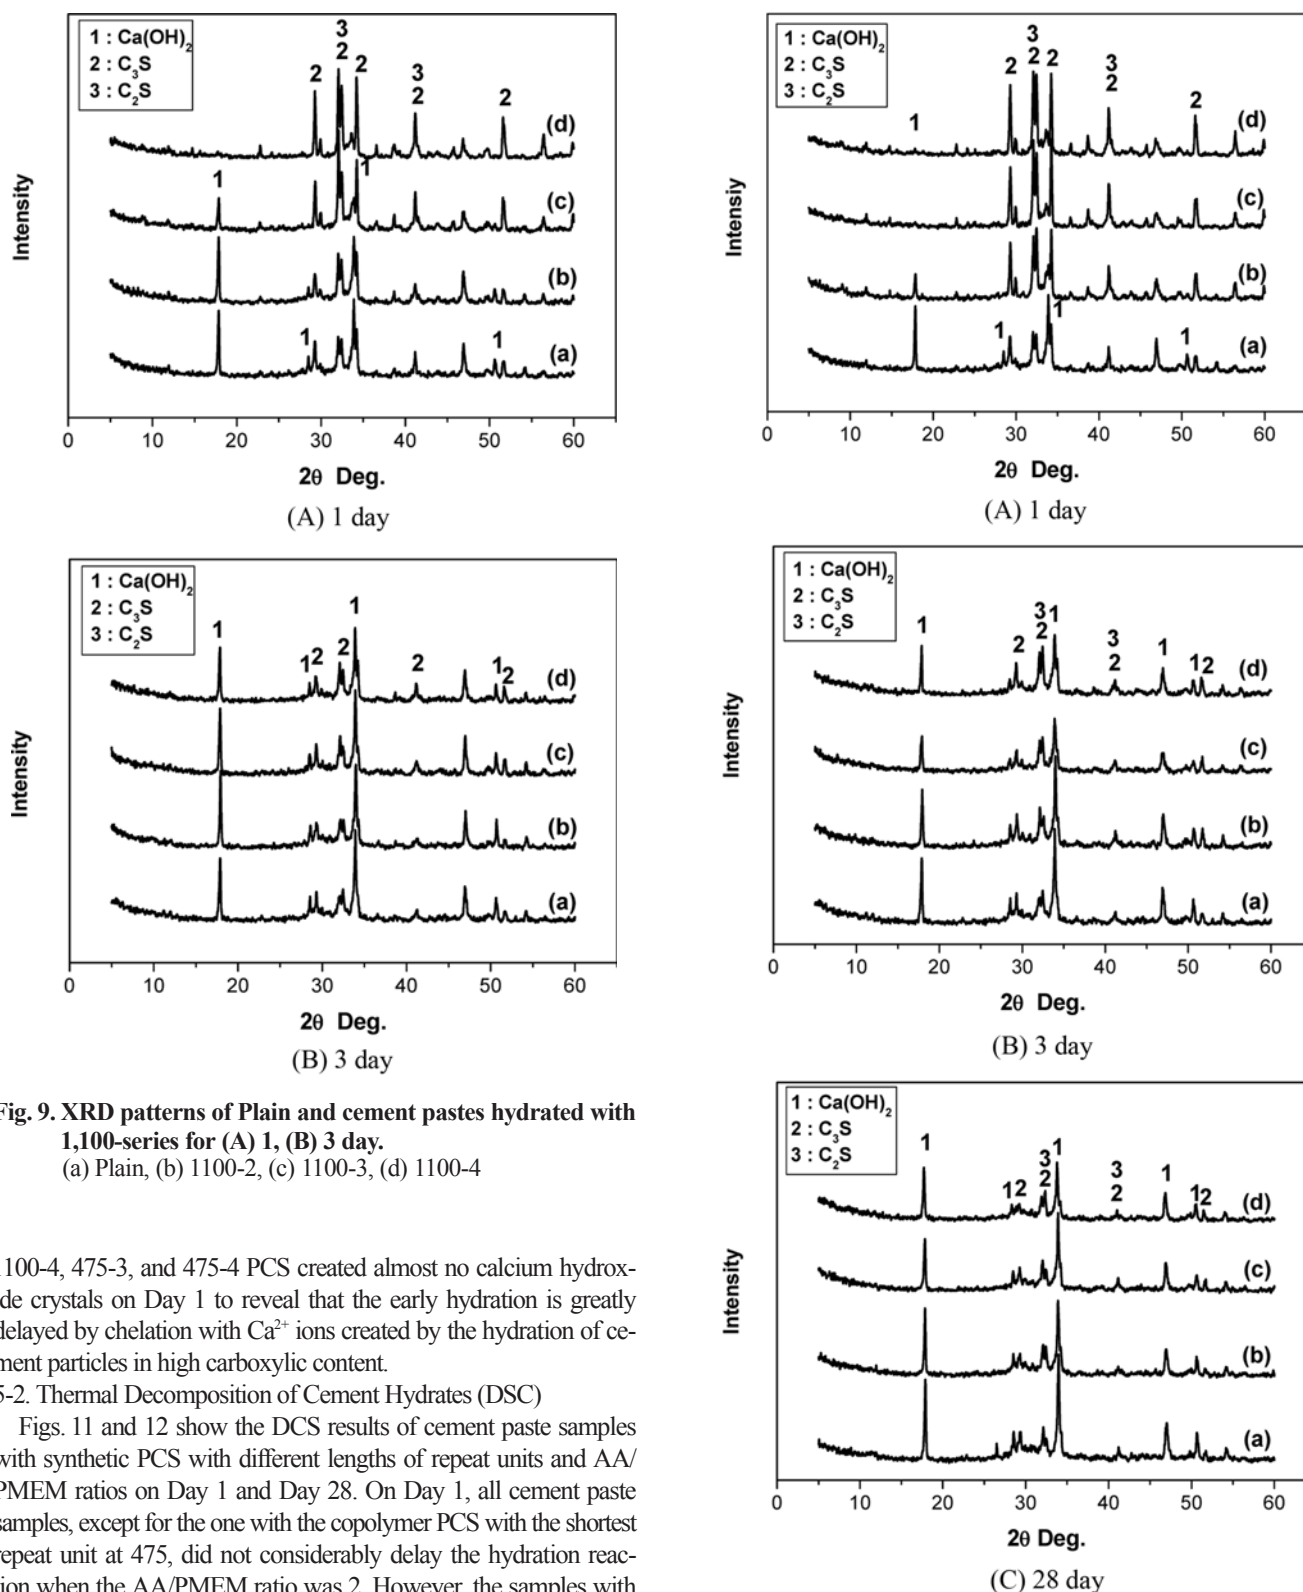 1 : Ca(OH)2
2 : C3S
3 : C2S
3
2
2
2
3
2
2
1
1
1
1
(d)
(c)
(b)
(a)
Intensity
0 10 20 30 40 50 60
2θ Deg.
(A) 1 day
1 : Ca(OH)2
2 : C3S
3 : C2S
1
1
2
2
1
2
1
2
(d)
(c)
(b)
(a)
Intensity
0 10 20 30 40 50 60
2θ Deg.
(B) 3 day
Fig. 9. XRD patterns of Plain and cement pastes hydrated with
1,100-series for (A) 1, (B) 3 day.
(a) Plain, (b) 1100-2, (c) 1100-3, (d) 1100-4
1100-4, 475-3, and 475-4 PCS created almost no calcium hydrox-
ide crystals on Day 1 to reveal that the early hydration is greatly
delayed by chelation with Ca2+ ions created by the hydration of ce-
ment particles in high carboxylic content.
5-2. Thermal Decomposition of Cement Hydrates (DSC)
Figs. 11 and 12 show the DCS results of cement paste samples
with synthetic PCS with different lengths of repeat units and AA/
PMEM ratios on Day 1 and Day 28. On Day 1, all cement paste
samples, except for the one with the copolymer PCS with the shortest
repeat unit at 475, did not considerably delay the hydration reac-
tion when the AA/PMEM ratio was 2. However, the samples with
1 : Ca(OH)2
2 : C3S
3 : C2S
1
2
3
2
2
3
2
2
1
1
1
(d)
(c)
(b)
(a)
Intensiy
0 10 20 30 40 50 60
2θ Deg.
(A) 1 day
1 : Ca(OH)2
2 : C3S
3 : C2S
1
2
3
2
1
3
2
1
1
2
(d)
(c)
(b)
(a)
Intensity
0 10 20 30 40 50 60
2θ Deg.
(B) 3 day
1 : Ca(OH)2
2 : C3S
3 : C2S
1
1
2
3
2
1
3
2
1
1
2
(d)
(c)
(b)
(a)
Intensity
0 10 20 30 40 50 60
2θ Deg.
(C) 28 day